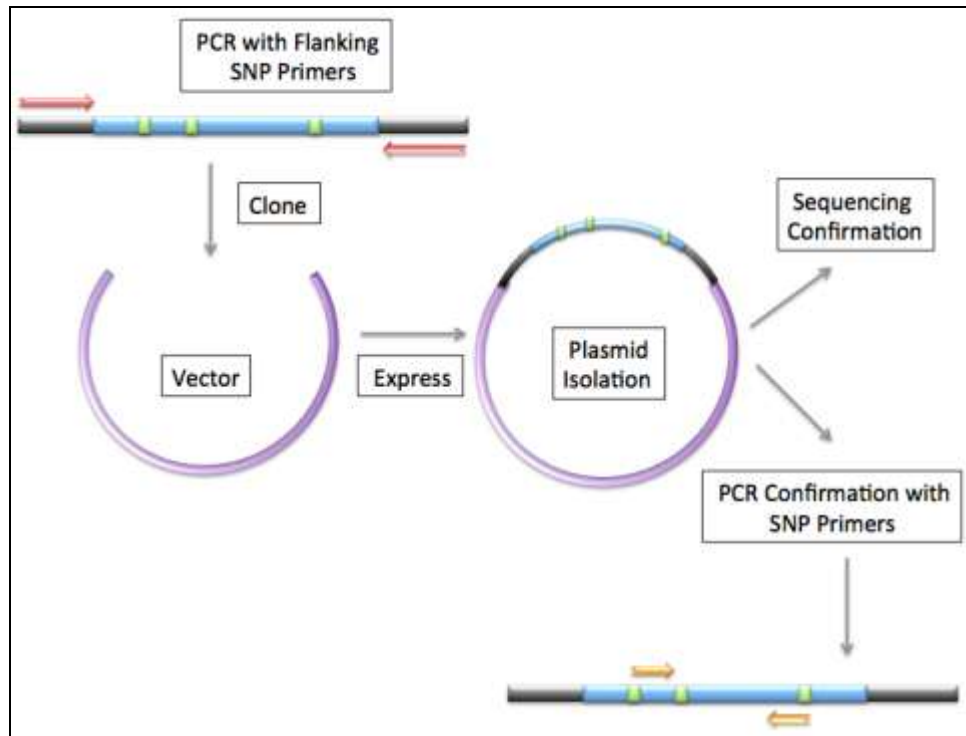 PCR with Flanking
SNP Primers
Clone
Vector
Express
Plasmid
Isolation
Sequencing
Confirmation
PCR Confirmation with
SNP Primers